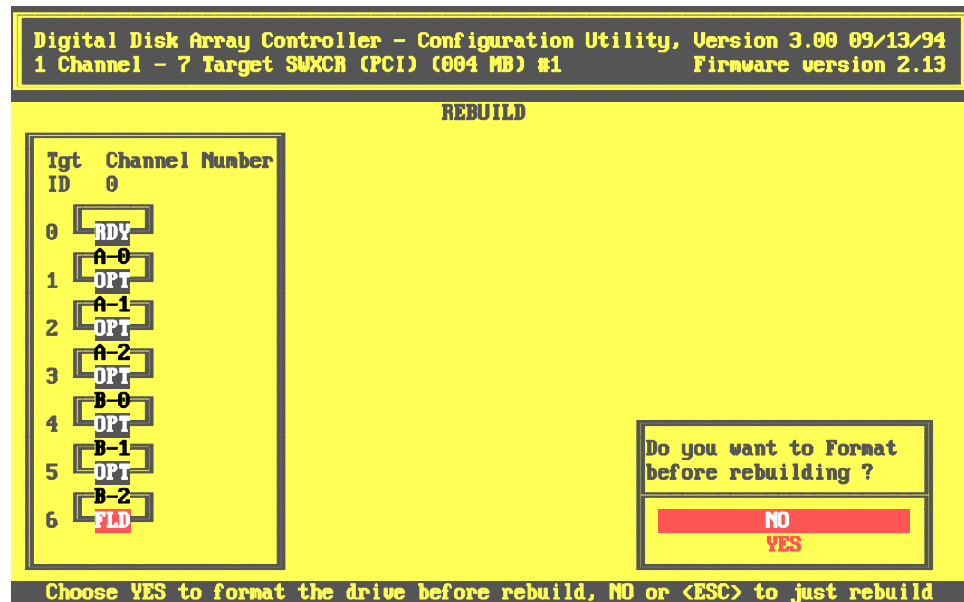 Digital Disk Array Controller – Configuration Utility, Version 3.00 09/13/94
1 Channel – 7 Target SWXCR (PCI) (004 MB) #1 Firmware version 2.13
REBUILD
Tgt Channel Number
ID 0
0 RDY
A–0
1 OPT
A–1
2 OPT
A–2
3 OPT
B–0
4 OPT
B–1
5 OPT
B–2
6 FLD
Do you want to Format
before rebuilding ?
NO
YES
Choose YES to format the drive before rebuild, NO or <ESC> to just rebuild